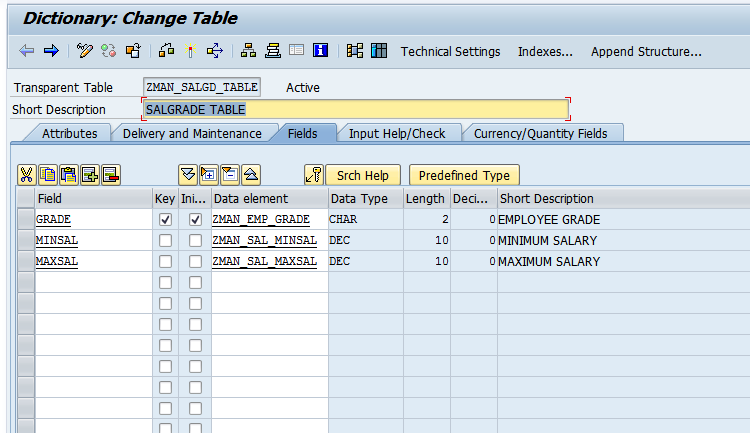 Dictionary: Change Table
Technical Settings Indexes... Append Structure...
Transparent Table ZMAN_SALGD_TABLE Active
Short Description SALGRADE TABLE
Attributes Delivery and Maintenance Fields Input Help/Check Currency/Quantity Fields
Srch Help Predefined Type
Field Key Ini... Data element Data Type Length Deci... Short Description
GRADE ZMAN_EMP_GRADE CHAR 2 0 EMPLOYEE GRADE
MINSAL ZMAN_SAL_MINSAL DEC 10 0 MINIMUM SALARY
MAXSAL ZMAN_SAL_MAXSAL DEC 10 0 MAXIMUM SALARY